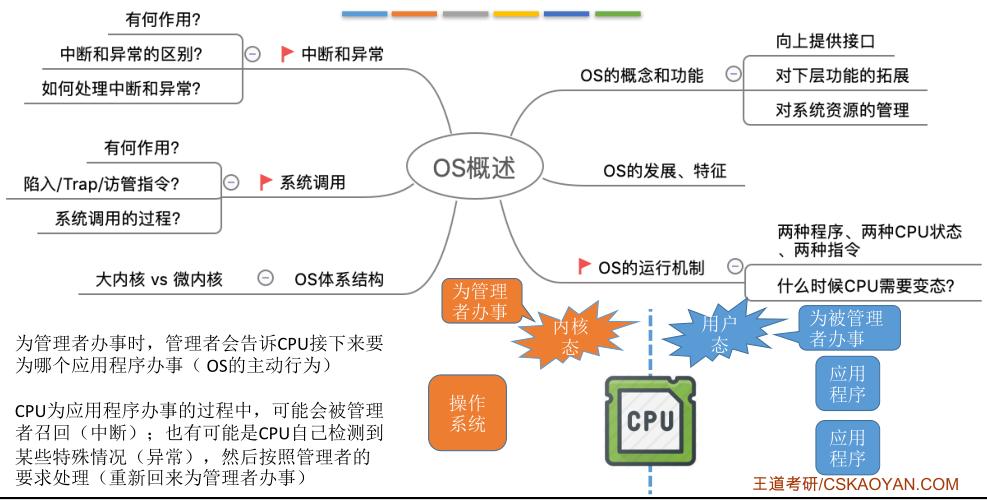 有何作用?
中断和异常的区别?
如何处理中断和异常?
中断和异常
有何作用?
陷入/Trap/访管指令?
系统调用的过程?
系统调用
大内核 vs 微内核
OS体系结构
OS概述
OS的概念和功能
向上提供接口
对下层功能的拓展
对系统资源的管理
OS的发展、特征
OS的运行机制
两种程序、两种CPU状态
、两种指令
什么时候CPU需要变态?
为管理
者办事
内核
态
用户
态
为被管理
者办事
为管理者办事时，管理者会告诉CPU接下来要
为哪个应用程序办事（ OS的主动行为）
CPU为应用程序办事的过程中，可能会被管理
者召回（中断）；也有可能是CPU自己检测到
某些特殊情况（异常），然后按照管理者的
要求处理（重新回来为管理者办事）
操作
系统
CPU
应用
程序
应用
程序
王道考研/CSKAOYAN.COM